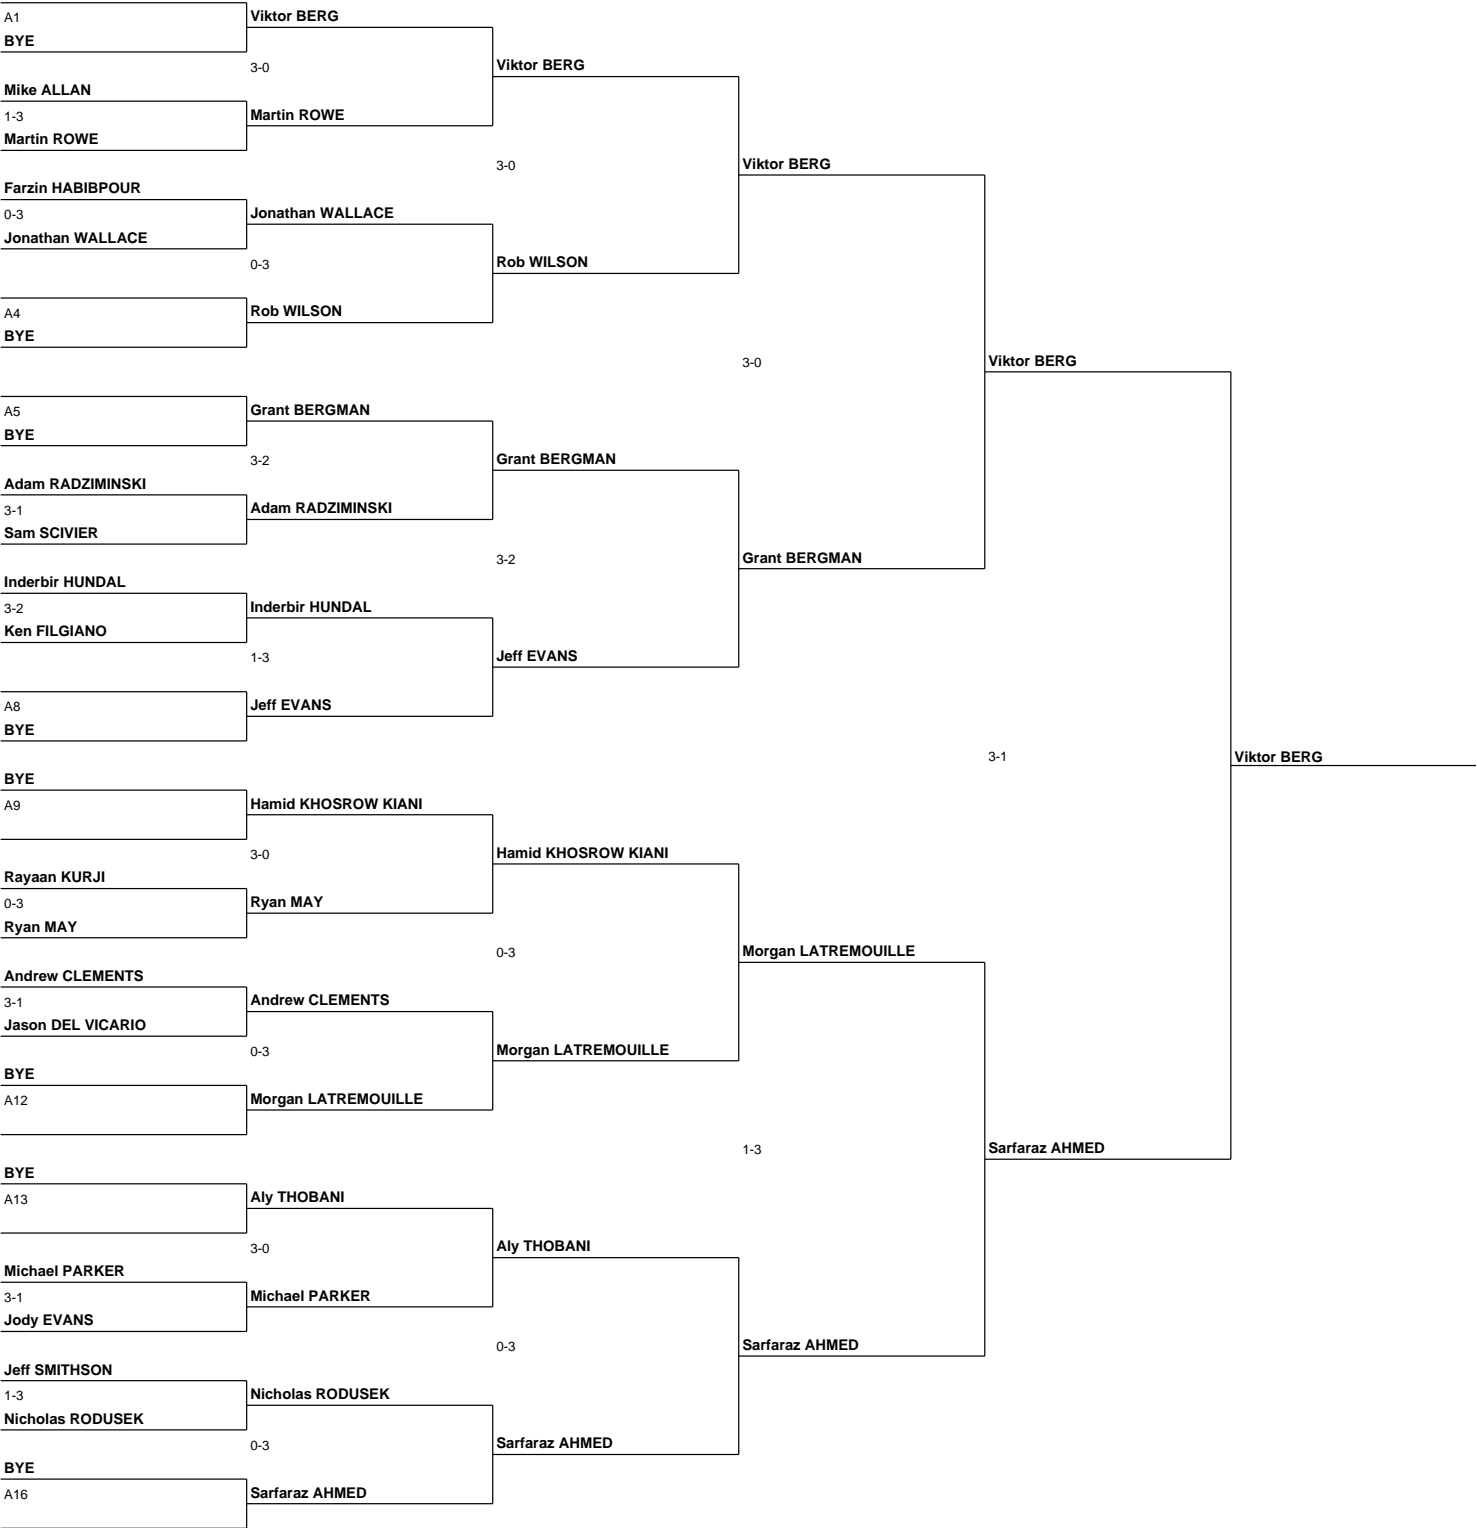 A1
BYE
Mike ALLAN
1-3
Martin ROWE
Farzin HABIBPOUR
0-3
Jonathan WALLACE
A4
BYE
A5
BYE
Adam RADZIMINSKI
3-1
Sam SCIVIER
Inderbir HUNDAL
3-2
Ken FILGIANO
A8
BYE
BYE
A9
Rayaan KURJI
0-3
Ryan MAY
Andrew CLEMENTS
3-1
Jason DEL VICARIO
BYE
A12
BYE
A13
Michael PARKER
3-1
Jody EVANS
Jeff SMITHSON
1-3
Nicholas RODUSEK
BYE
A16
Viktor BERG
3-0
Martin ROWE
Jonathan WALLACE
0-3
Rob WILSON
Grant BERGMAN
3-2
Adam RADZIMINSKI
Inderbir HUNDAL
1-3
Jeff EVANS
Hamid KHOSROW KIANI
3-0
Ryan MAY
Andrew CLEMENTS
0-3
Morgan LATREMOUILLE
Aly THOBANI
3-0
Michael PARKER
Nicholas RODUSEK
0-3
Sarfaraz AHMED
Viktor BERG
3-0
Rob WILSON
Grant BERGMAN
3-2
Jeff EVANS
Hamid KHOSROW KIANI
0-3
Morgan LATREMOUILLE
Aly THOBANI
0-3
Sarfaraz AHMED
Viktor BERG
3-0
Grant BERGMAN
Morgan LATREMOUILLE
1-3
Sarfaraz AHMED
Viktor BERG
3-1
Sarfaraz AHMED
Viktor BERG